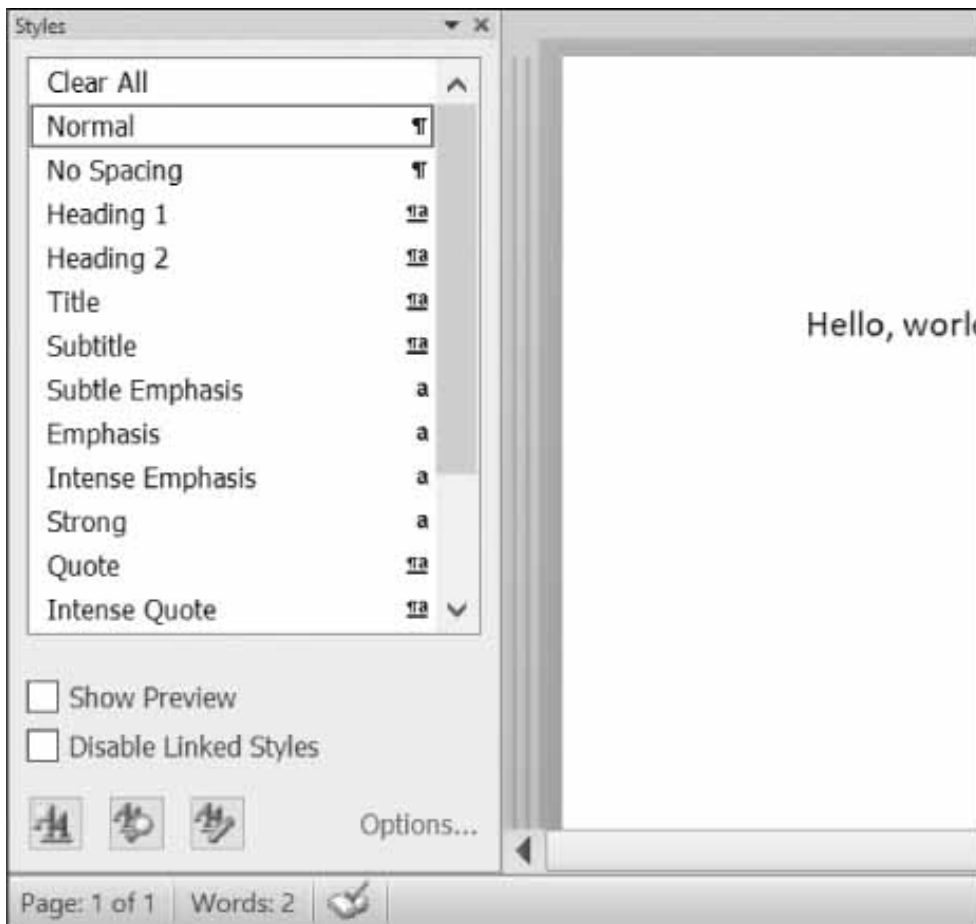 Styles
Clear All
Normal ¶
No Spacing ¶
Heading 1 ¶a
Heading 2 ¶a
Title ¶a
Subtitle ¶a
Subtle Emphasis a
Emphasis a
Intense Emphasis a
Strong a
Quote ¶a
Intense Quote ¶a
Show Preview
Disable Linked Styles
Options...
Hello, worl
Page: 1 of 1 Words: 2